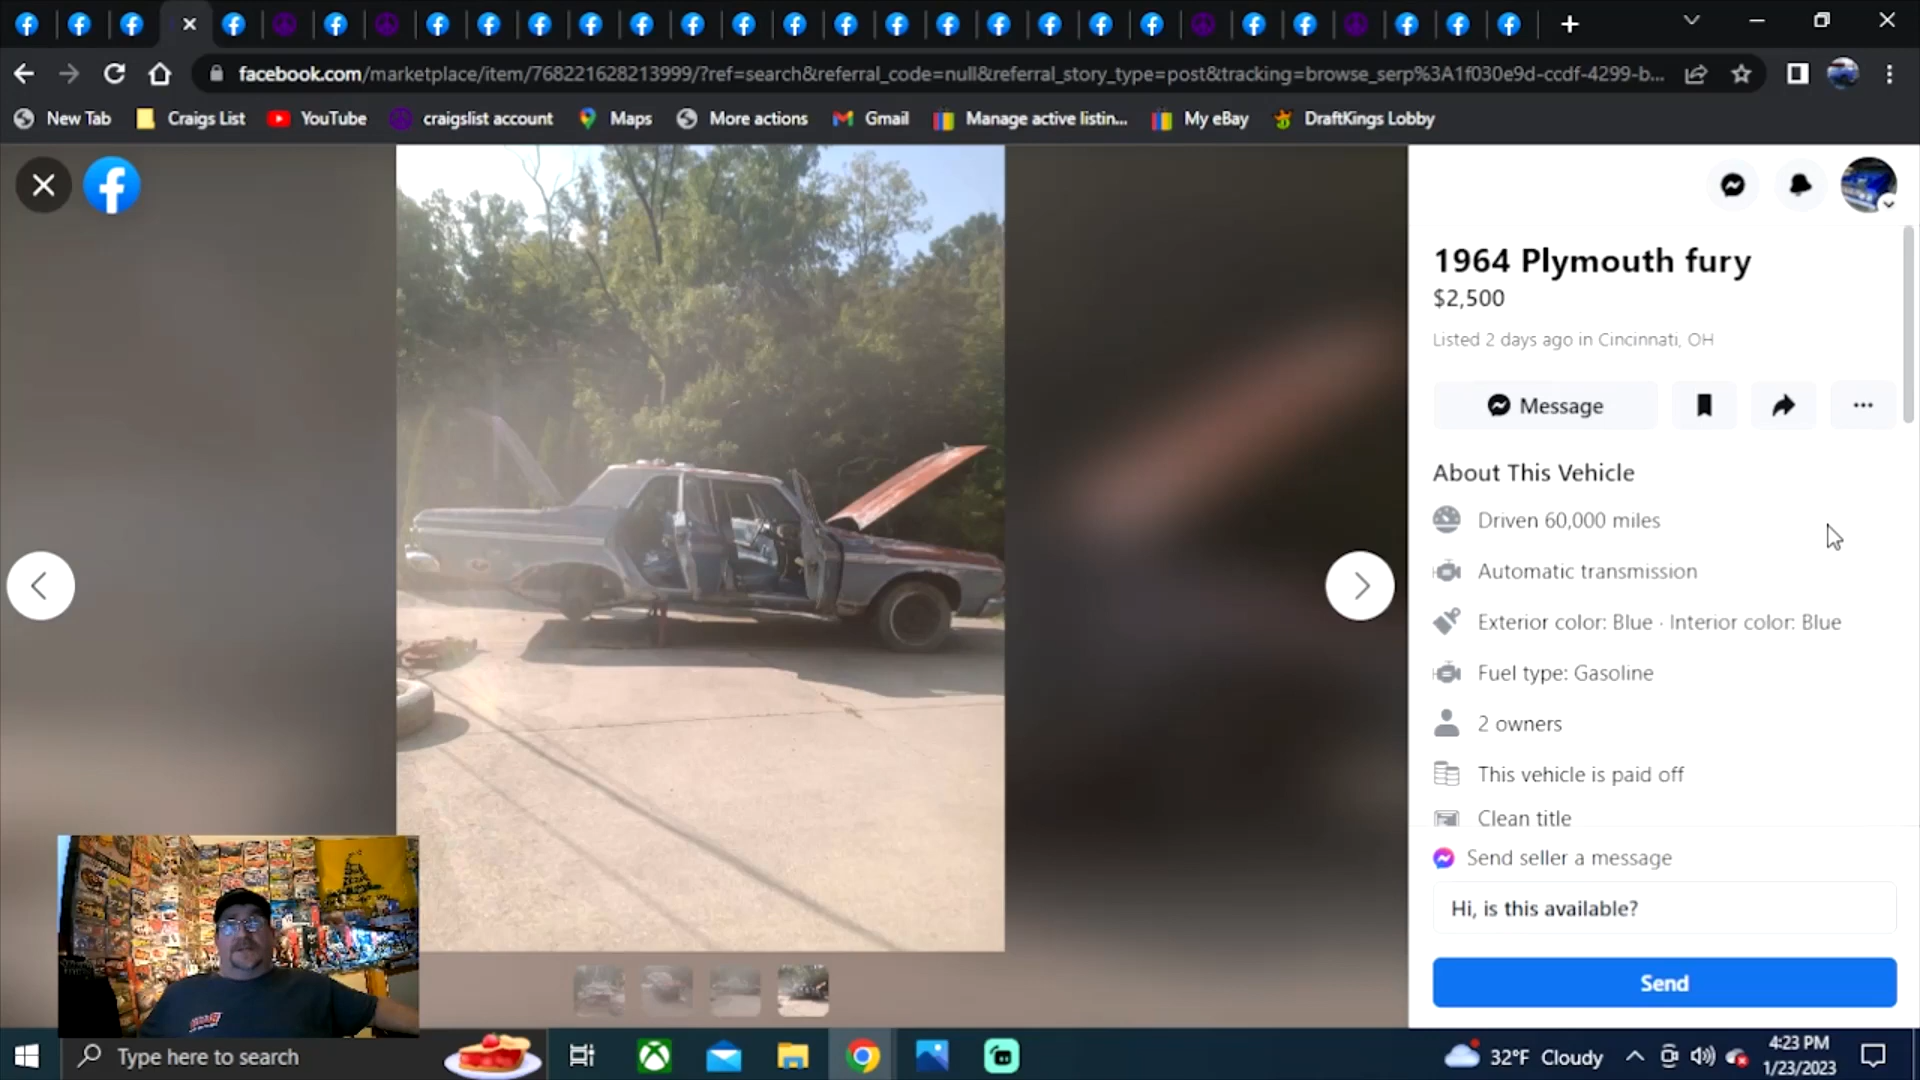 facebook.com/marketplace/item/768221628213999/?ref=search&referral_code=null&referral_story_type=post&tracking=browse_serp%3A1f030e9d-ccdf-4299-b...
New Tab Craigs List YouTube craigslist account Maps More actions Gmail Manage active listin... My eBay DraftKings Lobby
1964 Plymouth fury
$2,500
Listed 2 days ago in Cincinnati, OH
Message
About This Vehicle
Driven 60,000 miles
Automatic transmission
Exterior color: Blue · Interior color: Blue
Fuel type: Gasoline
2 owners
This vehicle is paid off
Clean title
Send seller a message
Hi, is this available?
Send
Type here to search
32°F Cloudy
4:23 PM
1/23/2023